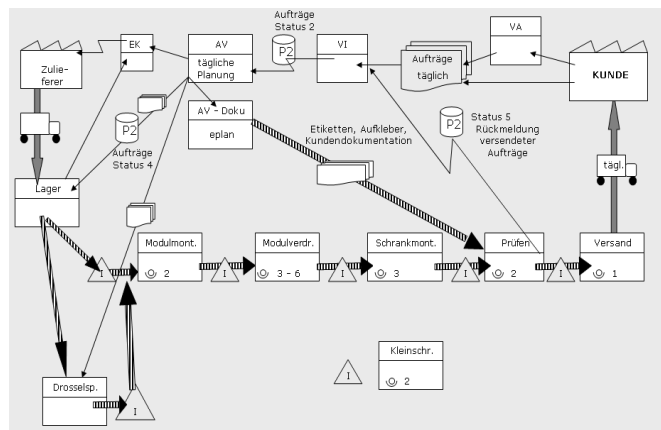 Aufträge
Status 2
P2
EK
AV
tägliche
Planung
VI
Aufträge
täglich
VA
KUNDE
Zulie-
ferer
P2
Aufträge
Status 4
AV - Doku
eplan
Etiketten, Aufkleber,
Kundendokumentation
P2
Status 5
Rückmeldung
versendeter
Aufträge
tägl.
Lager
I
Modulmont.
2
I
Modulverdr.
3 - 6
I
Schrankmont.
3
I
Prüfen
2
I
Versand
1
Drosselsp.
I
I
Kleinschr.
2